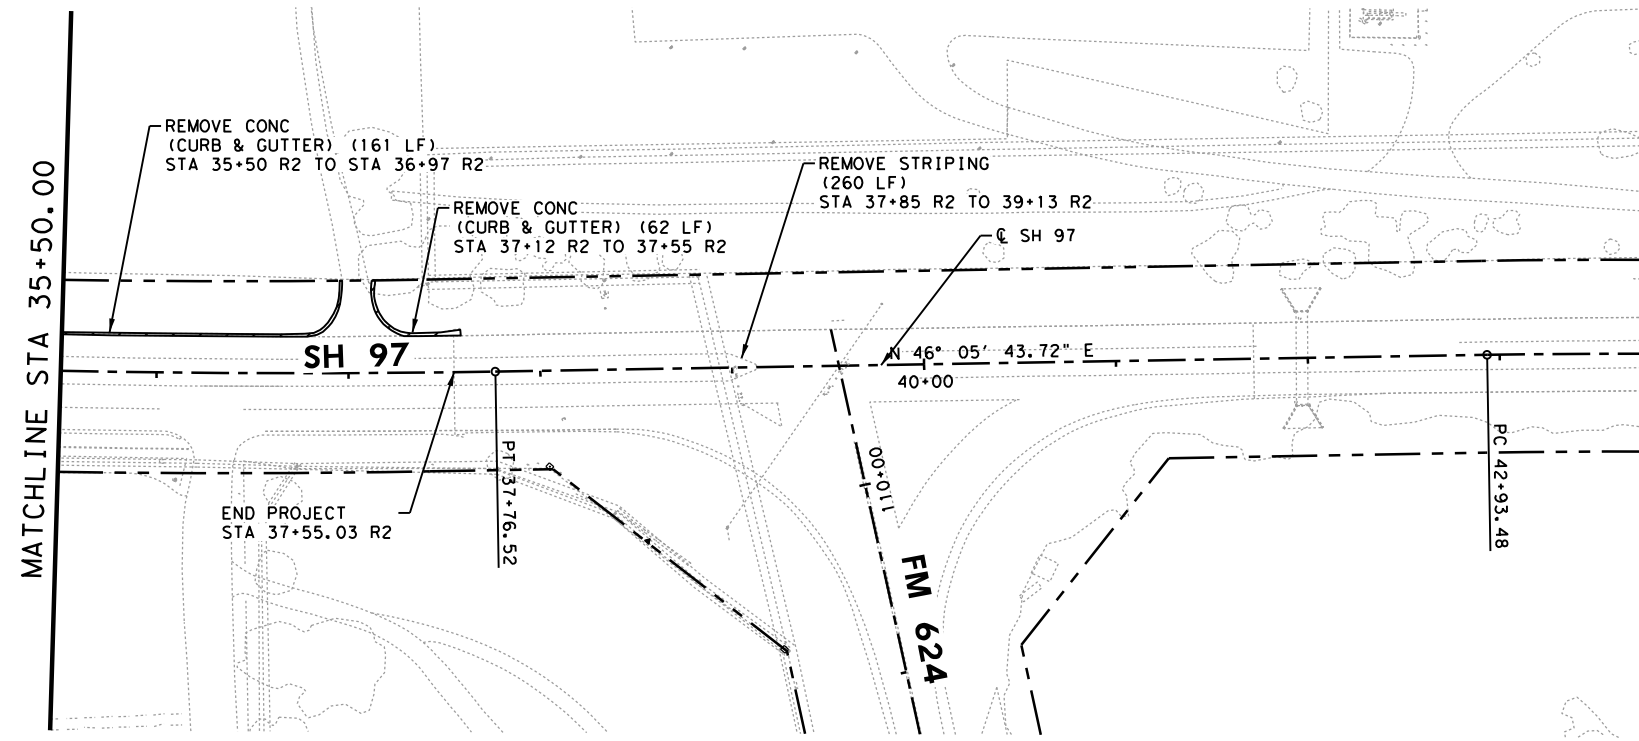 MATCHLINE STA 35+50.00
REMOVE CONC
(CURB & GUTTER) (161 LF)
STA 35+50 R2 TO STA 36+97 R2
REMOVE CONC
(CURB & GUTTER) (62 LF)
STA 37+12 R2 TO 37+55 R2
REMOVE STRIPING
(260 LF)
STA 37+85 R2 TO 39+13 R2
℄ SH 97
SH 97
N 46° 05' 43.72" E
40+00
END PROJECT
STA 37+55.03 R2
PT 37+76.52
110+00
FM 624
PC 42+93.48